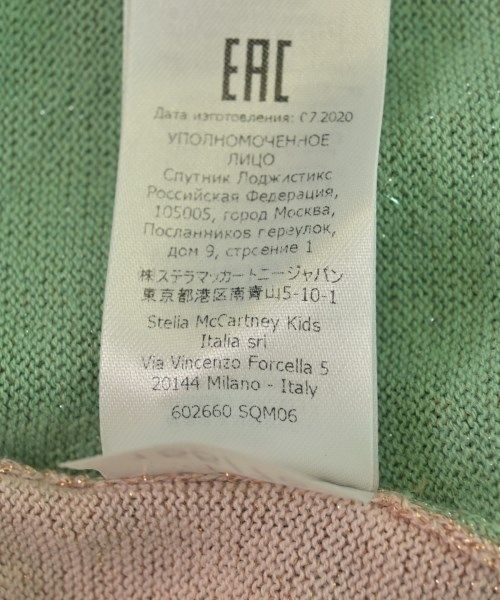 EAC
Дата изготовления: 07.2020
УПОЛНОМОЧЕННОЕ
ЛИЦО
Спутник Лоджистикс
Российская Федерация,
105005, город Москва,
Посланников переулок,
дом 9, строение 1
㈱ステラマッカートニージャパン
東京都港区南青山5-10-1
Stella McCartney Kids
Italia srl
Via Vincenzo Forcella 5
20144 Milano - Italy
602660 SQM06